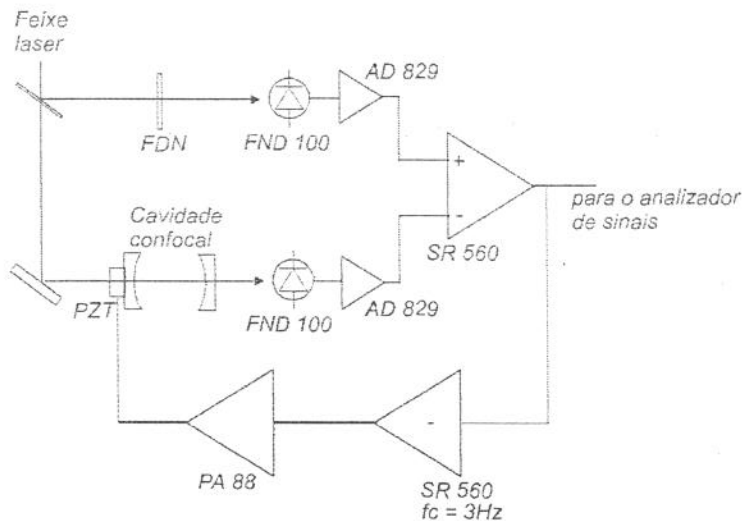 Feixe
laser
AD 829
FDN
FND 100
+
-
SR 560
para o analizador
de sinais
Cavidade
confocal
PZT
FND 100
AD 829
-
PA 88
SR 560
fc = 3Hz